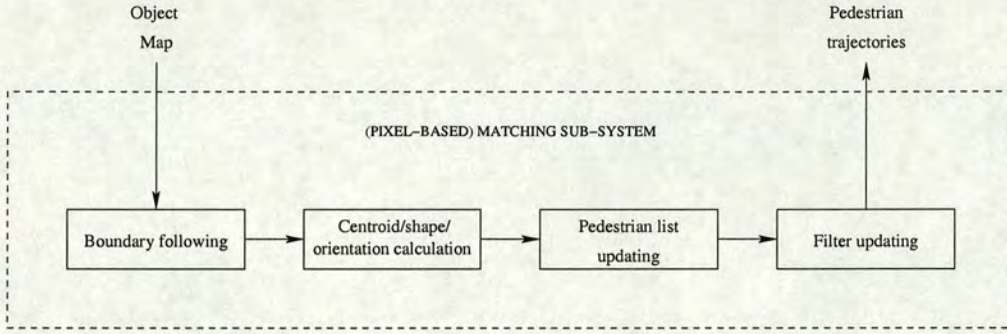 Object
Map
Pedestrian
trajectories
(PIXEL–BASED) MATCHING SUB–SYSTEM
Boundary following
Centroid/shape/
orientation calculation
Pedestrian list
updating
Filter updating